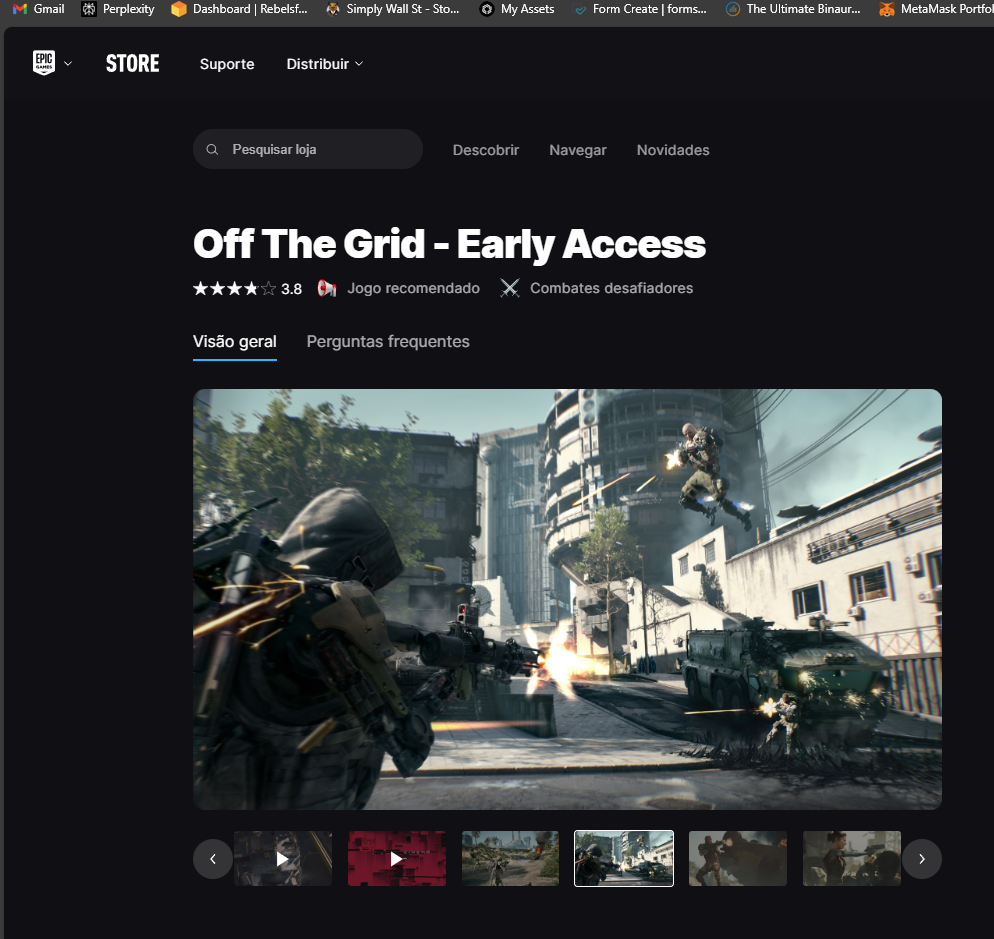 Gmail Perplexity Dashboard | Rebelsf... Simply Wall St - Sto... My Assets Form Create | forms... The Ultimate Binaur... MetaMask Portfol
EPIC
GAMES
STORE Suporte Distribuir
Pesquisar loja Descobrir Navegar Novidades
Off The Grid - Early Access
3.8 Jogo recomendado Combates desafiadores
Visão geral Perguntas frequentes